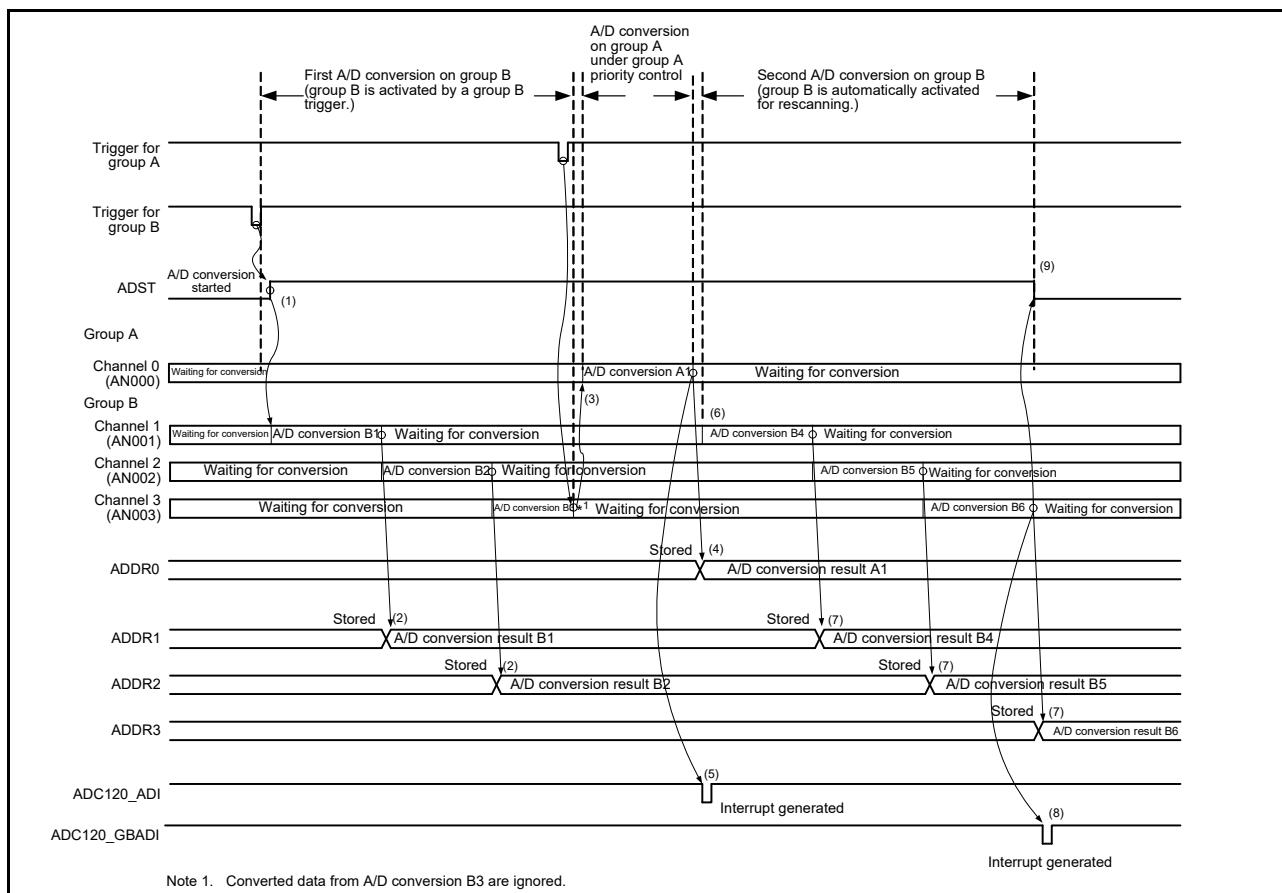 A/D conversion
on group A
under group A
priority control
First A/D conversion on group B
(group B is activated by a group B
trigger.)
Second A/D conversion on group B
(group B is automatically activated
for rescanning.)
Trigger for
group A
Trigger for
group B
ADST
A/D conversion
started
(1)
(9)
Group A
Channel 0
(AN000)
Waiting for conversion
A/D conversion A1
Waiting for conversion
(3)
Group B
(6)
Channel 1
(AN001)
Waiting for conversion
A/D conversion B1
Waiting for conversion
A/D conversion B4
Waiting for conversion
Channel 2
(AN002)
Waiting for conversion
A/D conversion B2
Waiting for conversion
A/D conversion B5
Waiting for conversion
Channel 3
(AN003)
Waiting for conversion
A/D conversion B
*1
Waiting for conversion
A/D conversion B6
Waiting for conversion
ADDR0
Stored
(4)
A/D conversion result A1
ADDR1
Stored
(2)
A/D conversion result B1
Stored
(7)
A/D conversion result B4
ADDR2
Stored
(2)
A/D conversion result B2
Stored
(7)
A/D conversion result B5
ADDR3
Stored
(7)
A/D conversion result B6
ADC120_ADI
(5)
Interrupt generated
ADC120_GBADI
(8)
Interrupt generated
Note 1. Converted data from A/D conversion B3 are ignored.